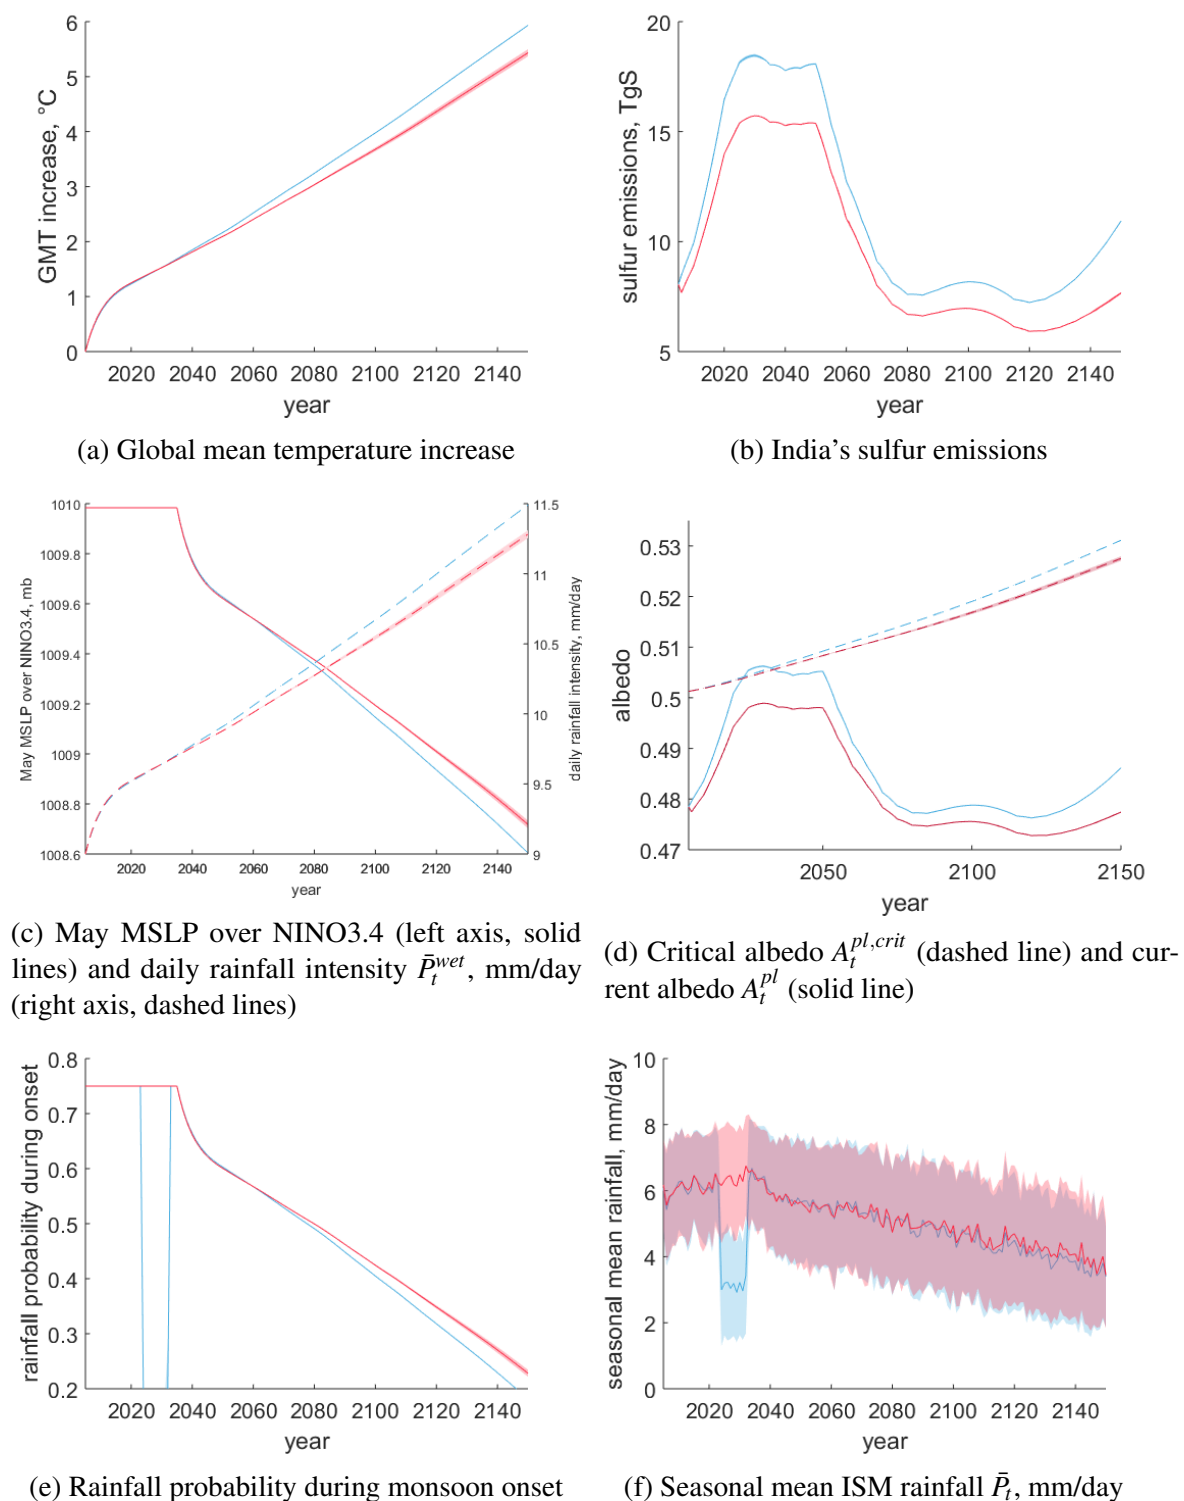 6
5
4
3
2
1
0
GMT increase, °C
2020 2040 2060 2080 2100 2120 2140
year
(a) Global mean temperature increase
20
15
10
5
sulfur emissions, TgS
2020 2040 2060 2080 2100 2120 2140
year
(b) India's sulfur emissions
1010
1009.8
1009.6
1009.4
1009.2
1009
1008.8
1008.6
May MSLP over NINO3.4, mb
11.5
11
10.5
10
9.5
9
daily rainfall intensity, mm/day
2020 2040 2060 2080 2100 2120 2140
year
(c) May MSLP over NINO3.4 (left axis, solid
lines) and daily rainfall intensity P̄_t^{wet}, mm/day
(right axis, dashed lines)
0.53
0.52
0.51
0.5
0.49
0.48
0.47
albedo
2050 2100 2150
year
(d) Critical albedo A_t^{pl,crit} (dashed line) and cur-
rent albedo A_t^{pl} (solid line)
0.8
0.7
0.6
0.5
0.4
0.3
0.2
rainfall probability during onset
2020 2040 2060 2080 2100 2120 2140
year
(e) Rainfall probability during monsoon onset
10
8
6
4
2
0
seasonal mean rainfall, mm/day
2020 2040 2060 2080 2100 2120 2140
year
(f) Seasonal mean ISM rainfall P̄_t, mm/day